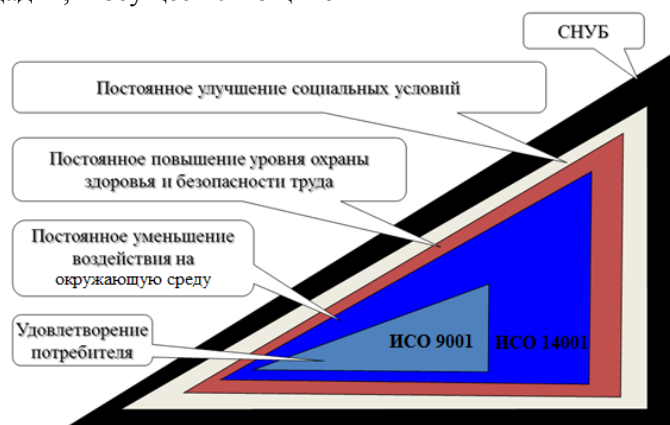 СНУБ
Постоянное улучшение социальных условий
Постоянное повышение уровня охраны
здоровья и безопасности труда
Постоянное уменьшение
воздействия на
окружающую среду
Удовлетворение
потребителя
ИСО 9001
ИСО 14001